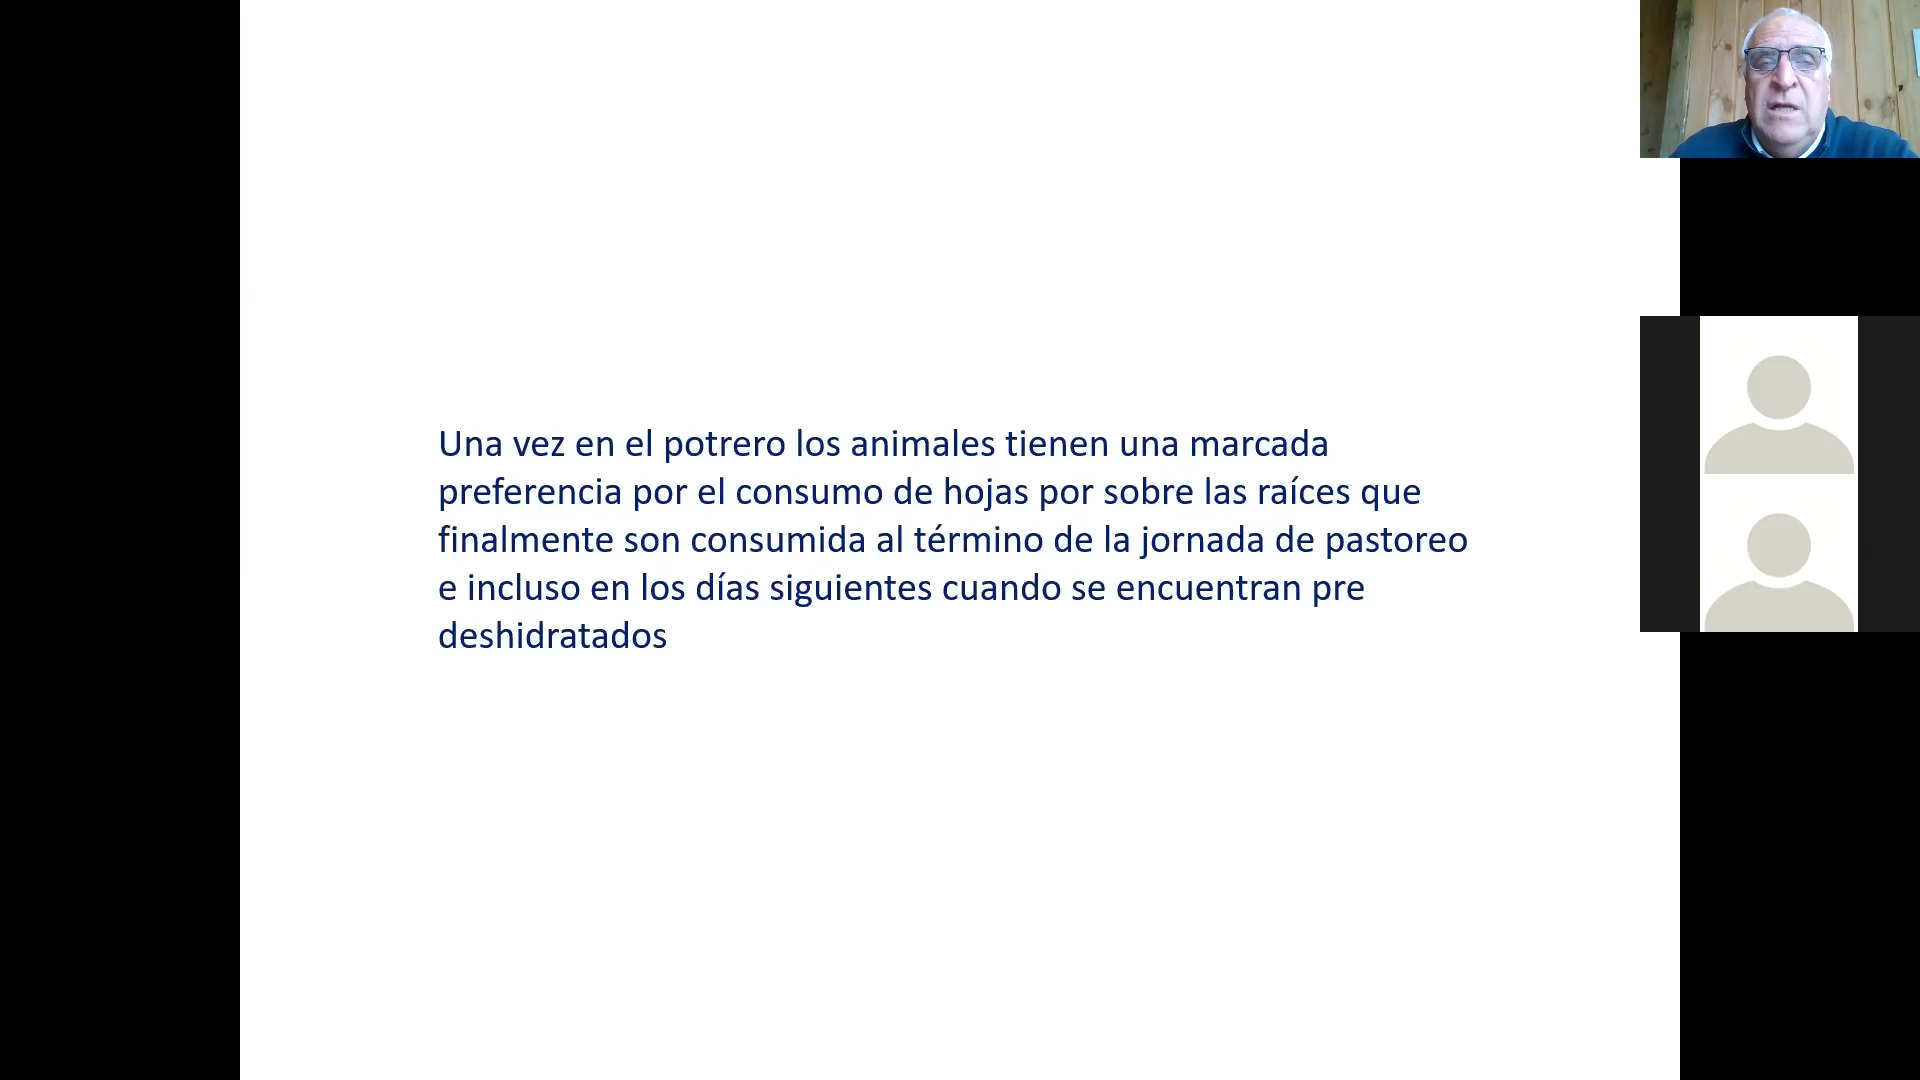 Una vez en el potrero los animales tienen una marcada
preferencia por el consumo de hojas por sobre las raíces que
finalmente son consumida al término de la jornada de pastoreo
e incluso en los días siguientes cuando se encuentran pre
deshidratados